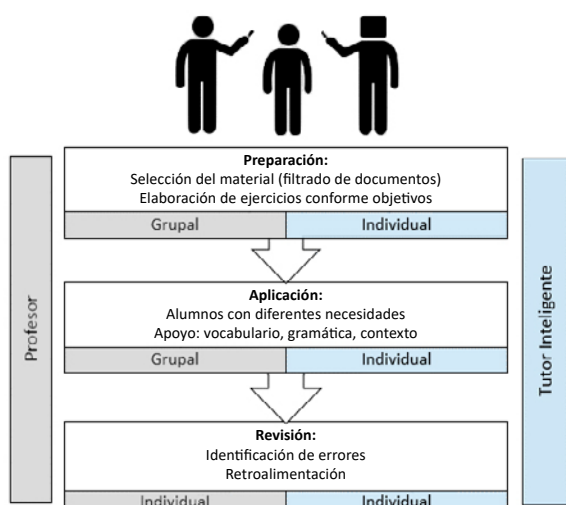 Preparación:
Selección del material (filtrado de documentos)
Elaboración de ejercicios conforme objetivos
Grupal
Individual
Profesor
Tutor Inteligente
Aplicación:
Alumnos con diferentes necesidades
Apoyo: vocabulario, gramática, contexto
Grupal
Individual
Revisión:
Identificación de errores
Retroalimentación
Individual
Individual